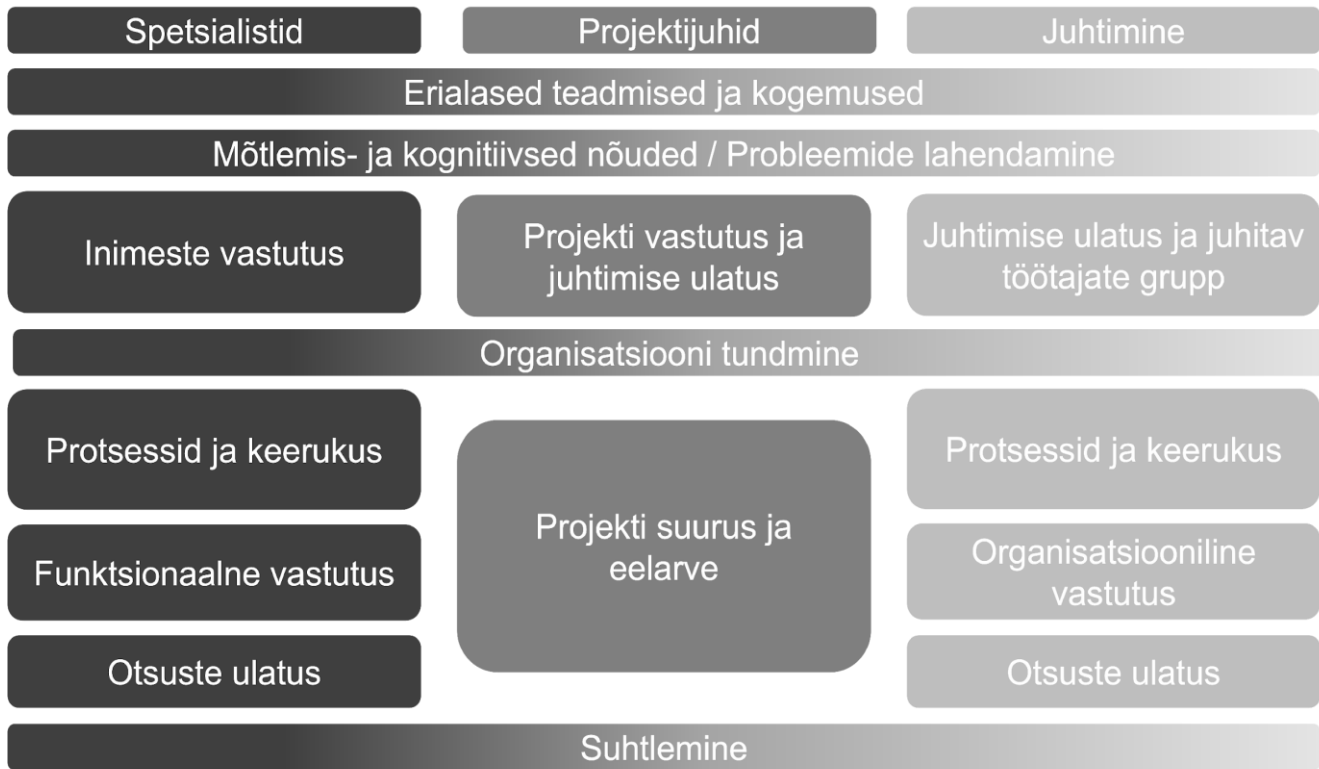 Spetsialistid
Projektijuhid
Juhtimine
Erialased teadmised ja kogemused
Mõtlemis- ja kognitiivsed nõuded / Probleemide lahendamine
Inimeste vastutus
Projekti vastutus ja
juhtimise ulatus
Juhtimise ulatus ja juhitav
töötajate grupp
Organisatsiooni tundmine
Protsessid ja keerukus
Projekti suurus ja
eelarve
Protsessid ja keerukus
Funktsionaalne vastutus
Organisatsiooniline
vastutus
Otsuste ulatus
Otsuste ulatus
Suhtlemine